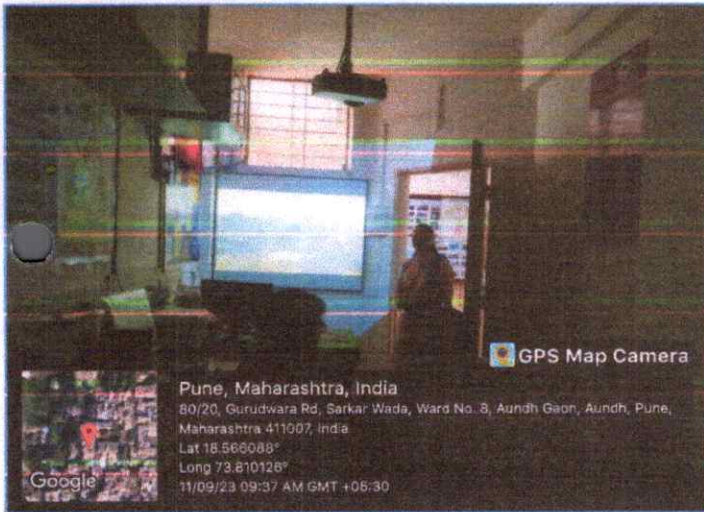 GPS Map Camera
Pune, Maharashtra, India
80/20, Gurudwara Rd, Sarkar Wada, Ward No. 8, Aundh Gaon, Aundh, Pune,
Maharashtra 411007, India
Lat 18.566088°
Long 73.810126°
11/09/23 09:37 AM GMT +05:30
Google